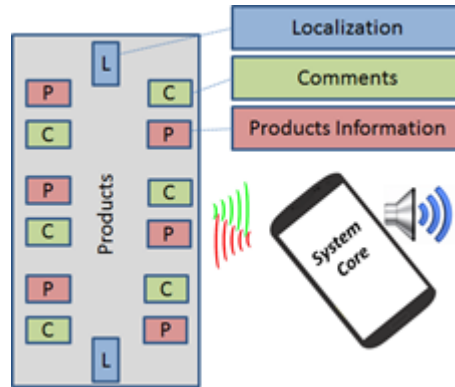 Localization
L
P C
Comments
C P
Products Information
P C
Products
C P
System
Core
P C
C P
L